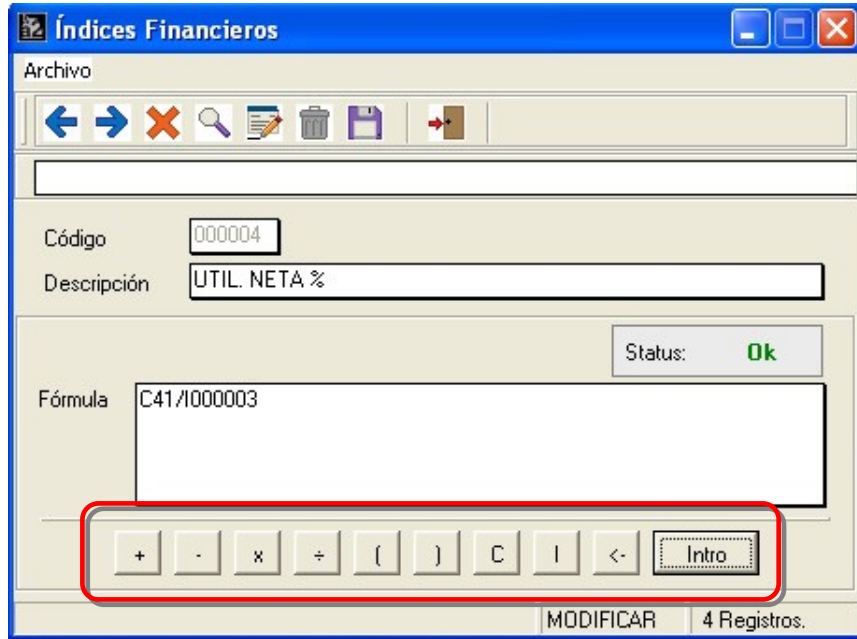 Índices Financieros
Archivo
Código 000004
Descripción UTIL. NETA %
Status: Ok
Fórmula C41/I000003
+ - x ÷ ( ) C I <- Intro
MODIFICAR 4 Registros.